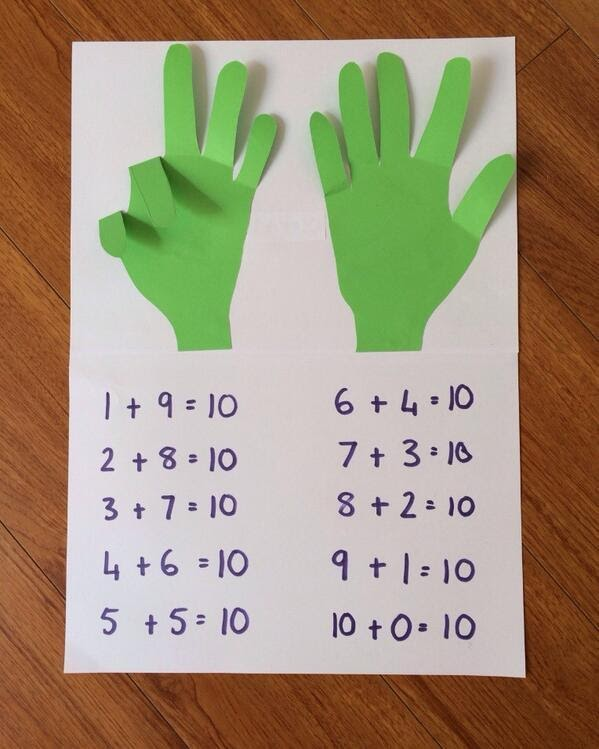 1 + 9 = 10
2 + 8 = 10
3 + 7 = 10
4 + 6 = 10
5 + 5 = 10
6 + 4 = 10
7 + 3 = 10
8 + 2 = 10
9 + 1 = 10
10 + 0 = 10